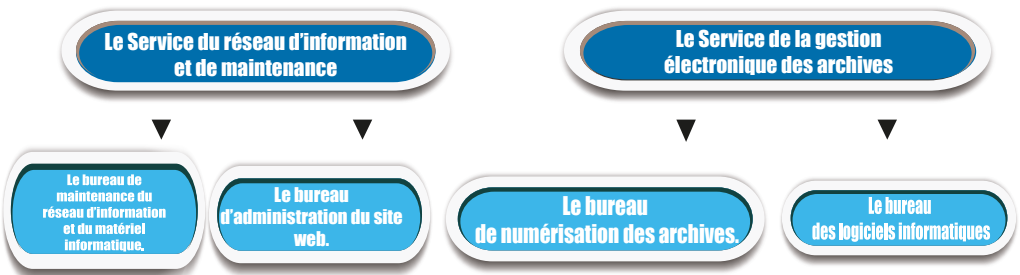 Le Service du réseau d'information
et de maintenance
Le Service de la gestion
électronique des archives
Le bureau de
maintenance du
réseau d'information
et du matériel
informatique.
Le bureau
d'administration du site
web.
Le bureau
de numérisation des archives.
Le bureau
des logiciels informatiques